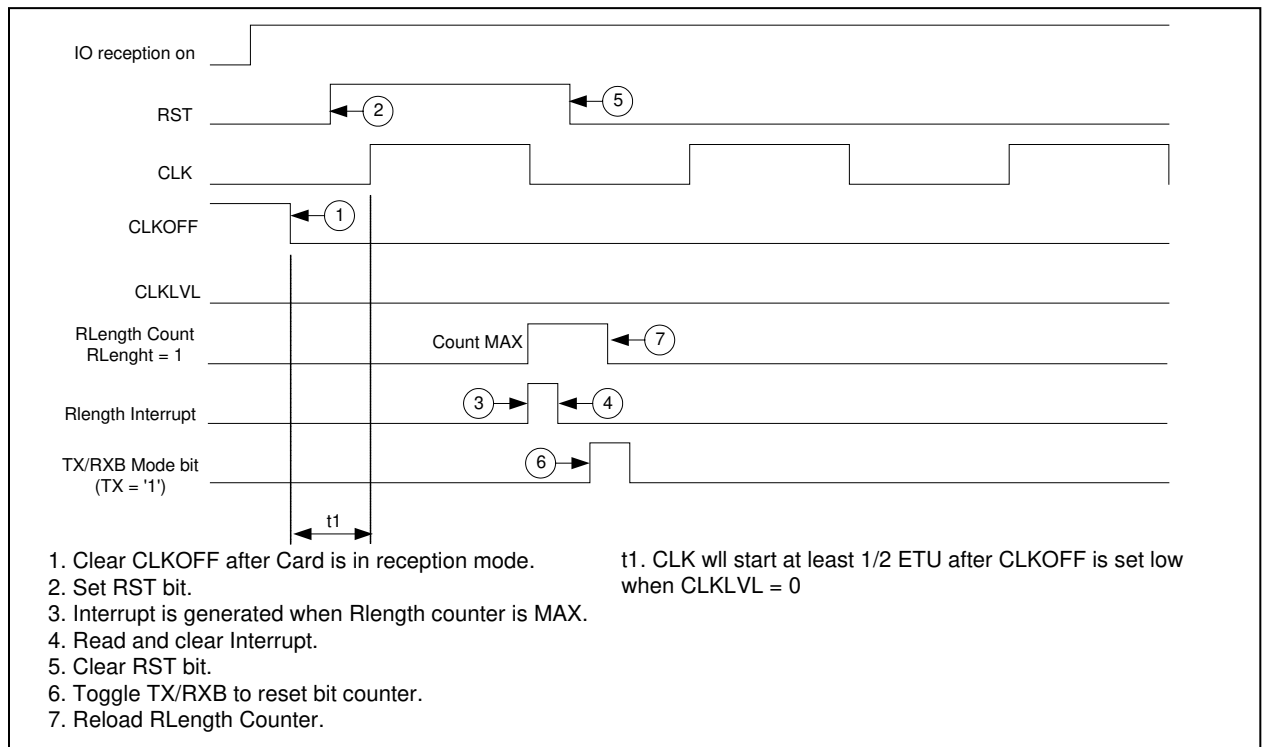 IO reception on
RST
2
5
CLK
CLKOFF
1
CLKLVL
RLength Count
RLenght = 1
Count MAX
7
Rlength Interrupt
3
4
TX/RXB Mode bit
(TX = '1')
6
t1
1. Clear CLKOFF after Card is in reception mode.
2. Set RST bit.
3. Interrupt is generated when Rlength counter is MAX.
4. Read and clear Interrupt.
5. Clear RST bit.
6. Toggle TX/RXB to reset bit counter.
7. Reload RLength Counter.
t1. CLK wll start at least 1/2 ETU after CLKOFF is set low
when CLKLVL = 0